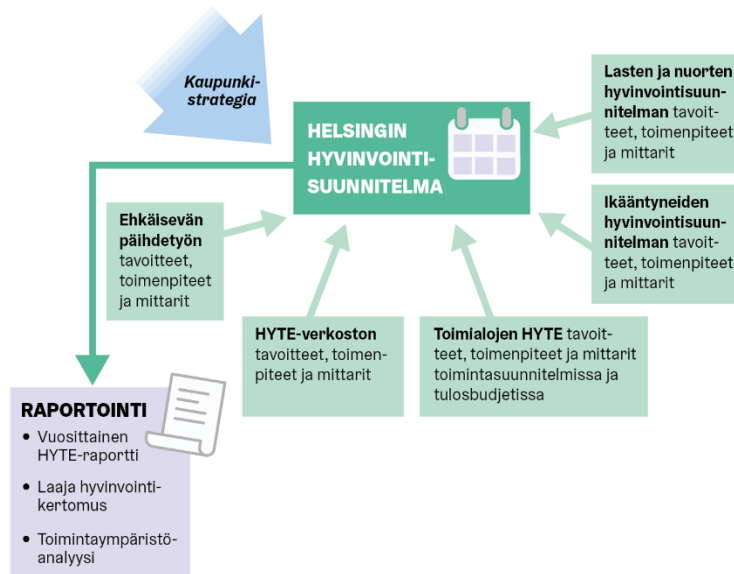 Kaupunki-
strategia
HELSINGIN
HYVINVOINTI-
SUUNNITELMA
Lasten ja nuorten
hyvinvointisuun-
nitelman tavoit-
teet, toimenpiteet
ja mittarit
Ikääntyneiden
hyvinvointisuun-
nitelman tavoit-
teet, toimenpiteet
ja mittarit
Ehkäisevän
päihdetyön
tavoitteet,
toimenpiteet
ja mittarit
HYTE-verkoston
tavoitteet, toimen-
piteet ja mittarit
Toimialojen HYTE tavoit-
teet, toimenpiteet ja mittarit
toimintasuunnitelmissa ja
tulosbudjetissa
RAPORTOINTI
• Vuosittainen
HYTE-raportti
• Laaja hyvinvointi-
kertomus
• Toimintaympäristö-
analyysi